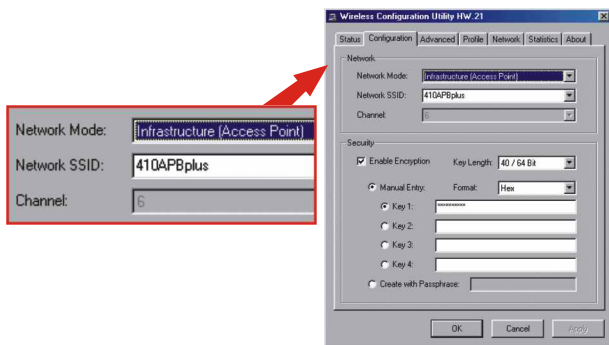 Wireless Configuration Utility HW.21
Status Configuration Advanced Profile Network Statistics About
Network
Network Mode: Infrastructure (Access Point)
Network SSID: 410APBplus
Channel: 6
Security
Enable Encryption Key Length: 40 / 64 Bit
Manual Entry: Format: Hex
Key 1: **********
Key 2:
Key 3:
Key 4:
Create with Passphrase:
OK Cancel Apply
Network Mode: Infrastructure (Access Point)
Network SSID: 410APBplus
Channel: 6